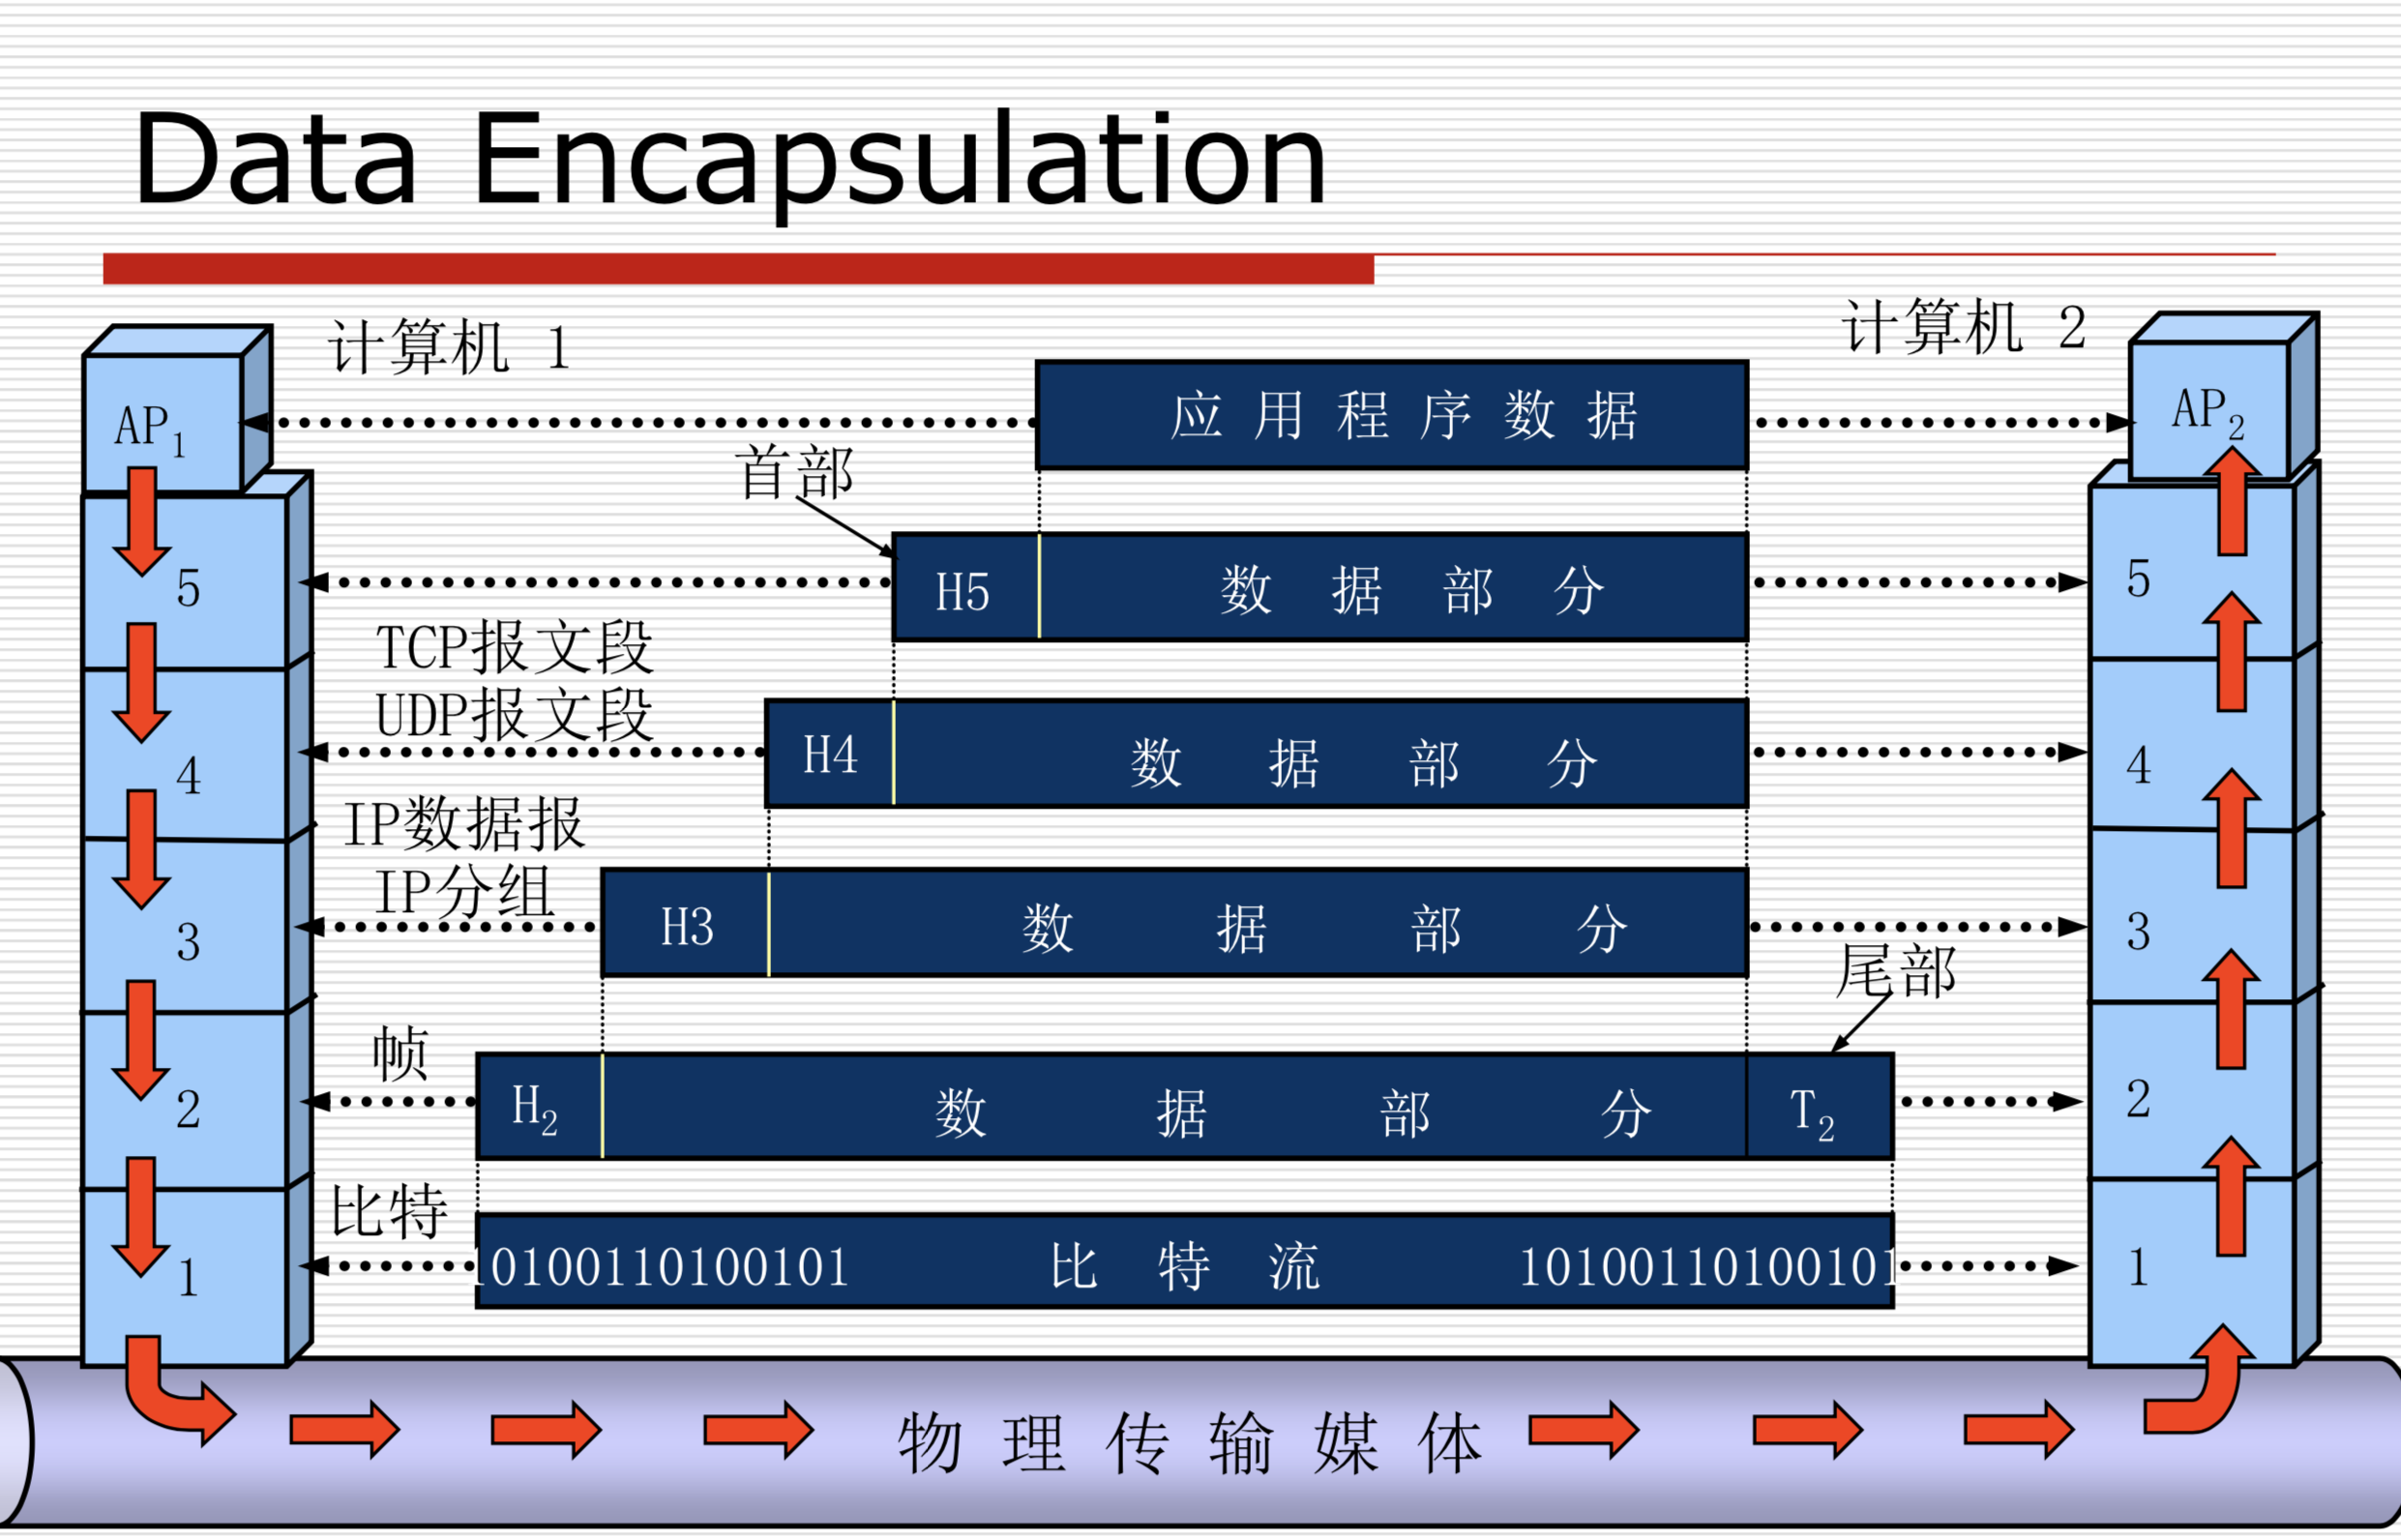 Data Encapsulation
计算机 1
计算机 2
AP1
应用程序数据
AP2
首部
5
H5 数据部分
5
TCP报文段
UDP报文段
4
H4 数据部分
4
IP数据报
IP分组
3
H3 数据部分
3
尾部
帧
2
H2 数据部分 T2
2
比特
1
10100110100101 比特流 10100110100101
1
物理传输媒体